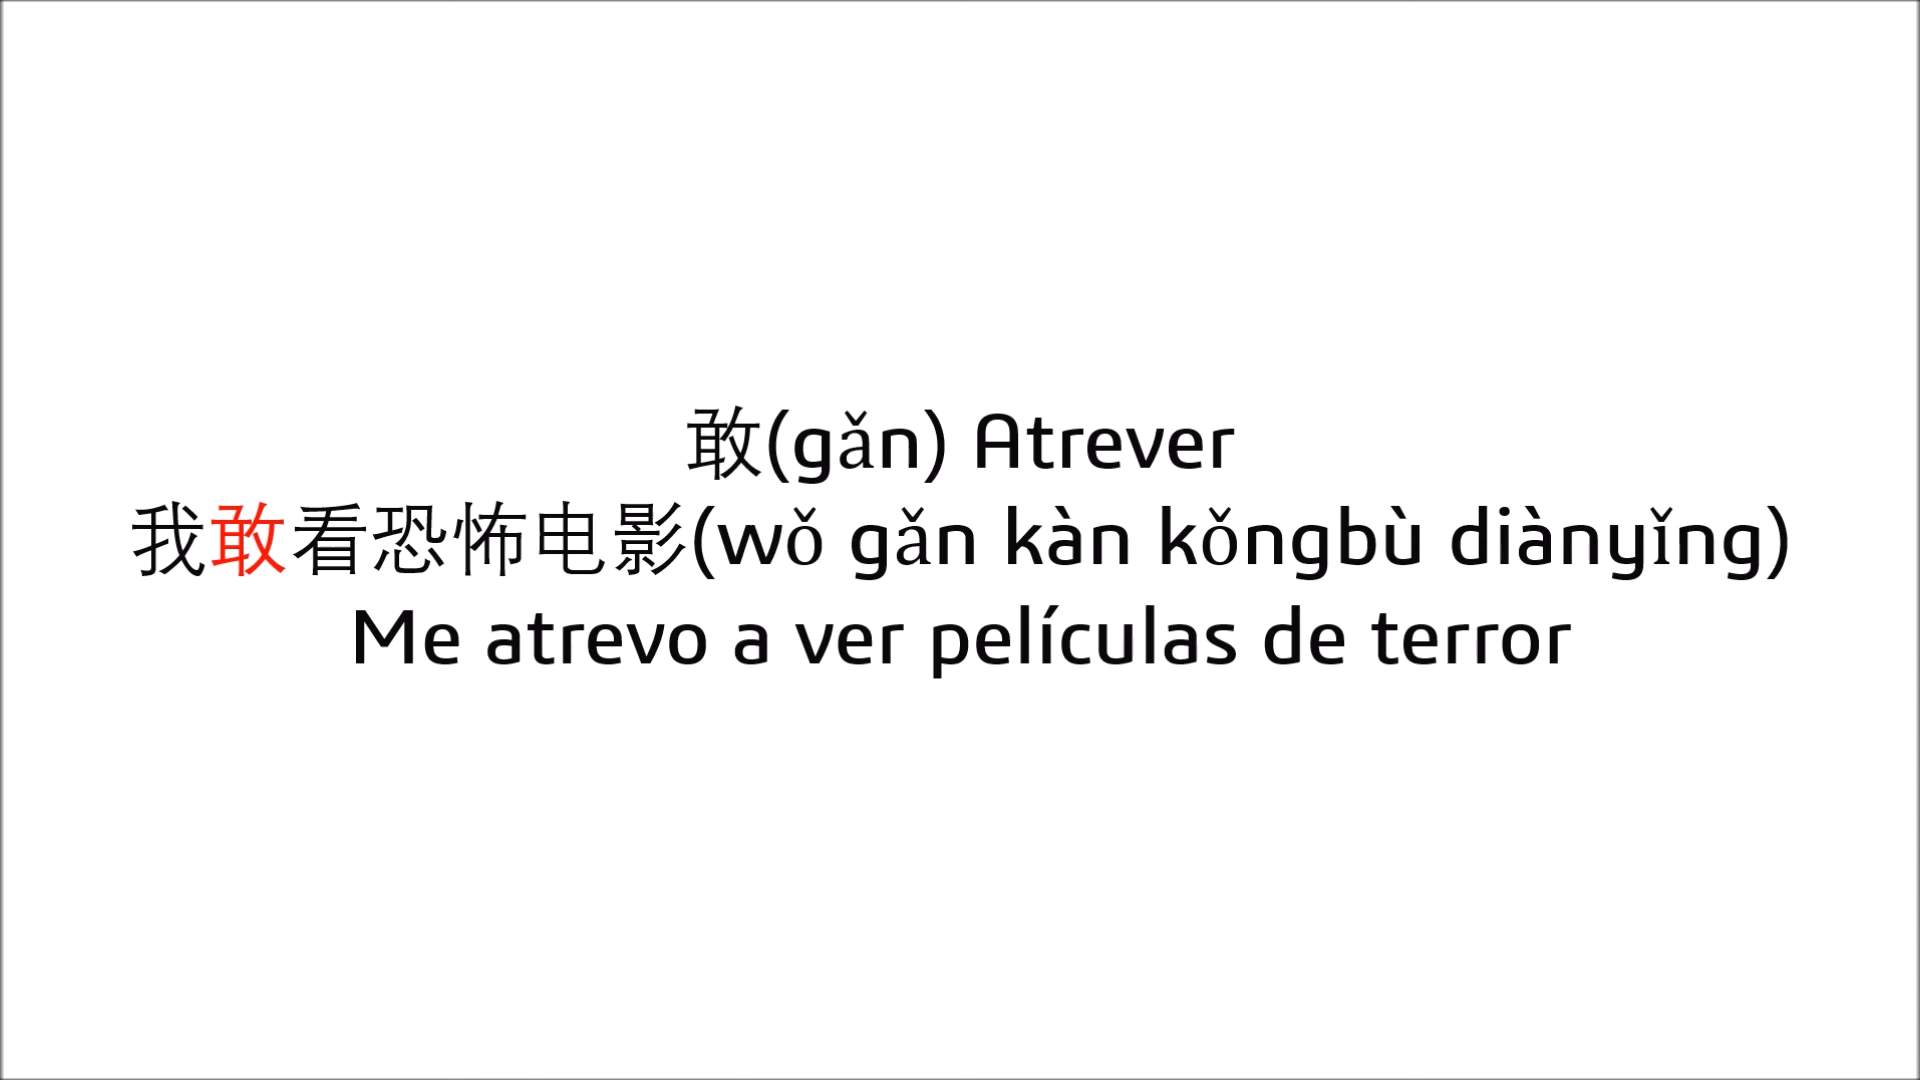 敢(gǎn) Atrever
我敢看恐怖电影(wǒ gǎn kàn kǒngbù diànyǐng)
Me atrevo a ver películas de terror